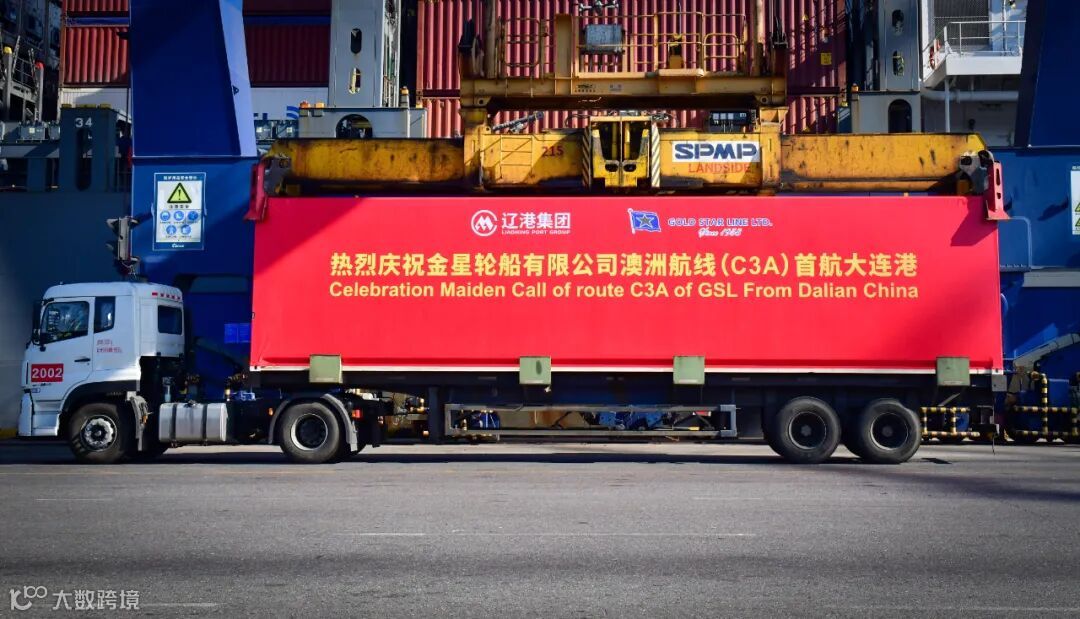 34
215
SPMP
LANDSIDE
辽港集团
LIAONING PORT GROUP
GOLD STAR LINE LTD.
Since 1958
热烈庆祝金星轮船有限公司澳洲航线(C3A)首航大连港
Celebration Maiden Call of route C3A of GSL From Dalian China
2002
大数跨境